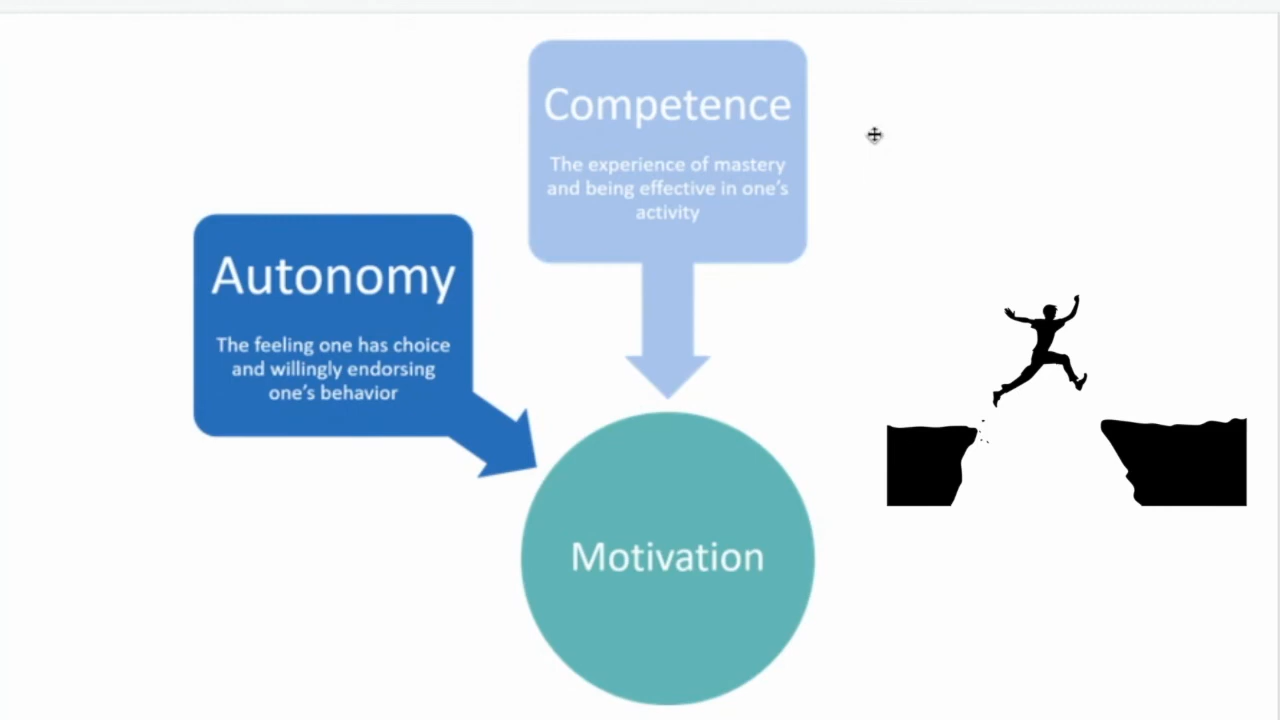 Competence
The experience of mastery
and being effective in one's
activity
Autonomy
The feeling one has choice
and willingly endorsing
one's behavior
Motivation